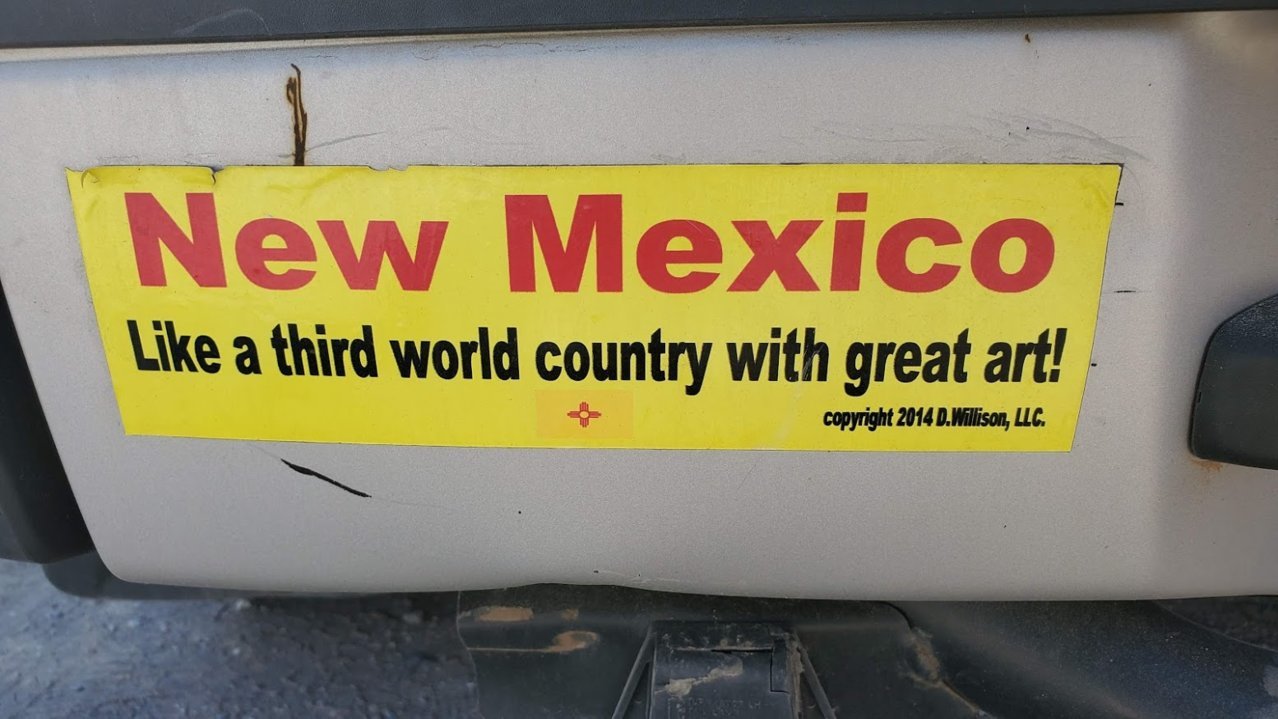 New Mexico
Like a third world country with great art!
copyright 2014 D.Willison, LLC.